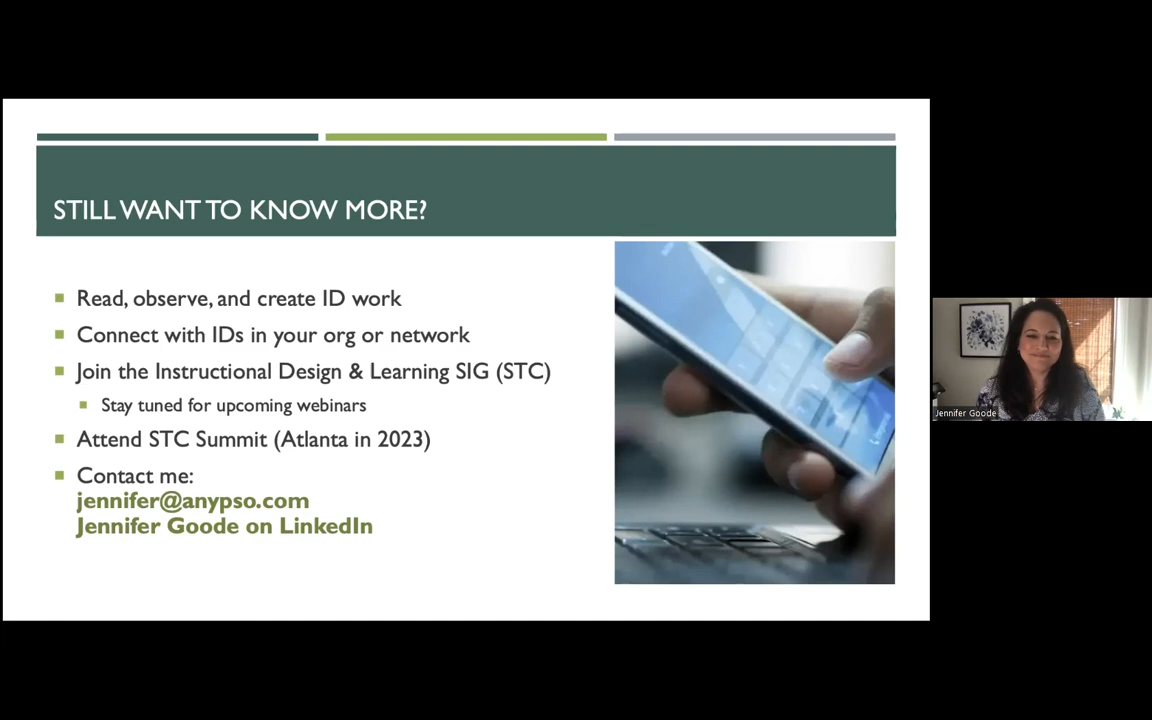 STILL WANT TO KNOW MORE?
Read, observe, and create ID work
Connect with IDs in your org or network
Join the Instructional Design & Learning SIG (STC)
Stay tuned for upcoming webinars
Attend STC Summit (Atlanta in 2023)
Contact me:
jennifer@anypso.com
Jennifer Goode on LinkedIn
Jennifer Goode